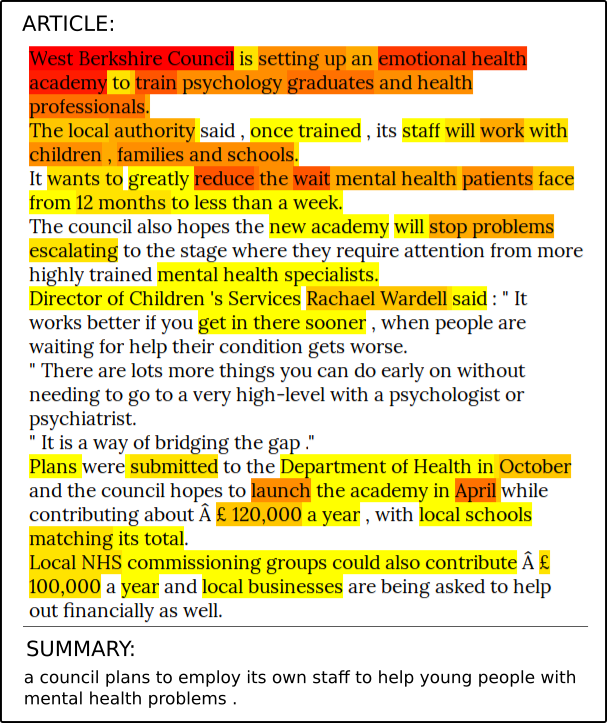 ARTICLE:
West Berkshire Council is setting up an emotional health
academy to train psychology graduates and health
professionals.
The local authority said , once trained , its staff will work with
children , families and schools.
It wants to greatly reduce the wait mental health patients face
from 12 months to less than a week.
The council also hopes the new academy will stop problems
escalating to the stage where they require attention from more
highly trained mental health specialists.
Director of Children 's Services Rachael Wardell said : " It
works better if you get in there sooner , when people are
waiting for help their condition gets worse.
" There are lots more things you can do early on without
needing to go to a very high-level with a psychologist or
psychiatrist.
" It is a way of bridging the gap ."
Plans were submitted to the Department of Health in October
and the council hopes to launch the academy in April while
contributing about Â £ 120,000 a year , with local schools
matching its total.
Local NHS commissioning groups could also contribute Â £
100,000 a year and local businesses are being asked to help
out financially as well.
SUMMARY:
a council plans to employ its own staff to help young people with
mental health problems .